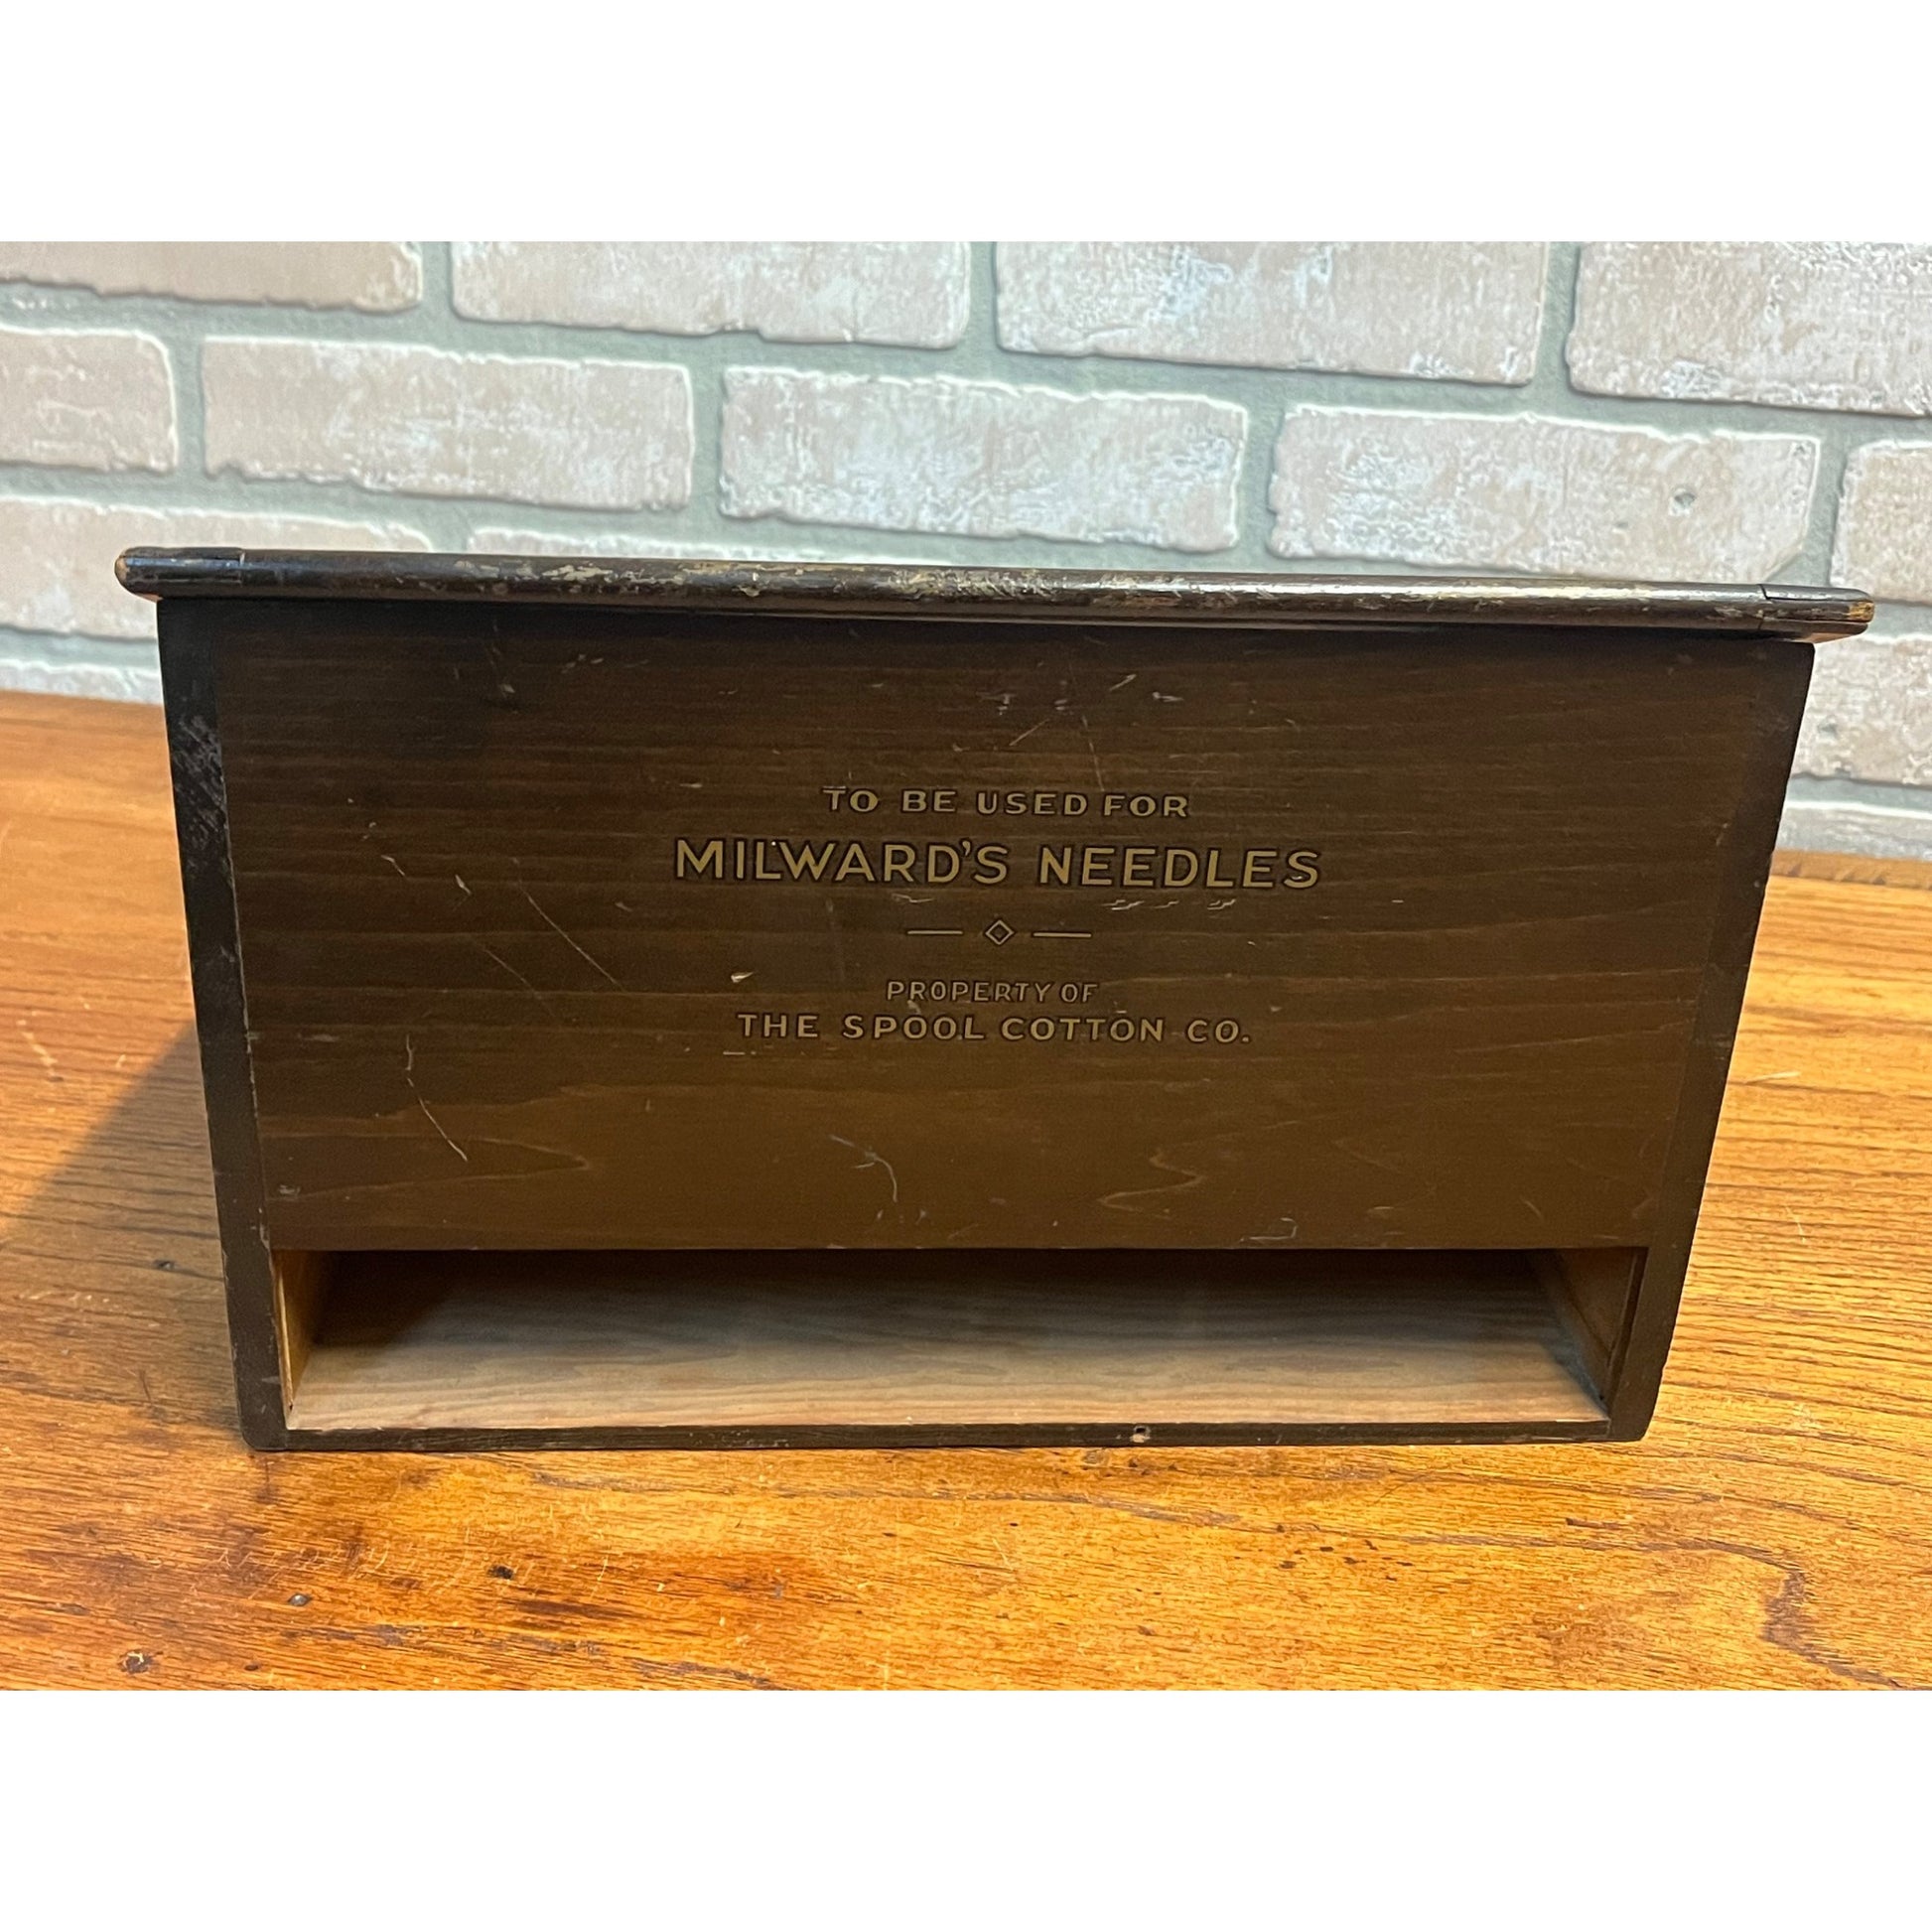 TO BE USED FOR
MILWARD'S NEEDLES
PROPERTY OF
THE SPOOL COTTON CO.